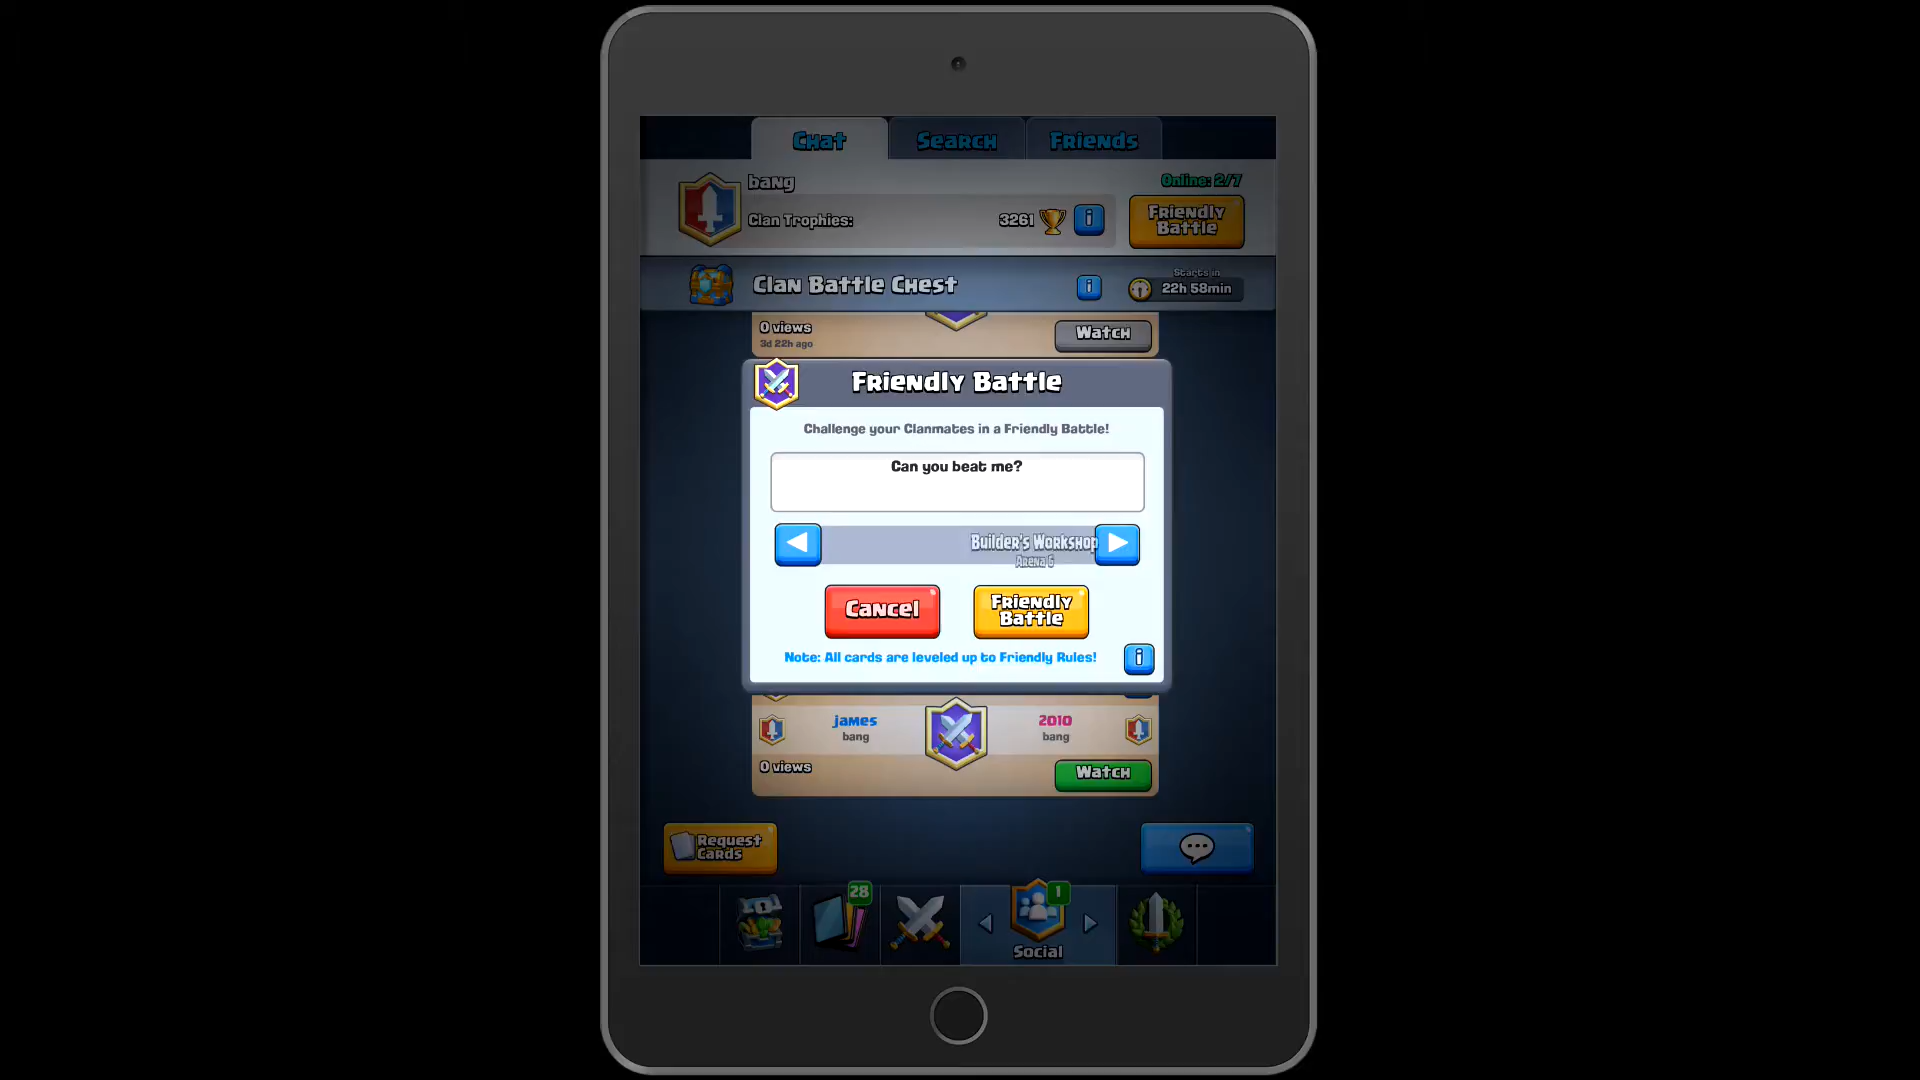 Chat
Search
Friends
bang
Online: 2/7
Clan Trophies:
3261
i
Friendly
Battle
Clan Battle Chest
i
Starts in
22h 58min
0 views
3d 22h ago
Watch
Friendly Battle
Challenge your Clanmates in a Friendly Battle!
Can you beat me?
Builder's Workshop
Arena 6
Cancel
Friendly
Battle
Note: All cards are leveled up to Friendly Rules!
i
james
2010
bang
bang
0 views
Watch
Request
Cards
28
1
Social